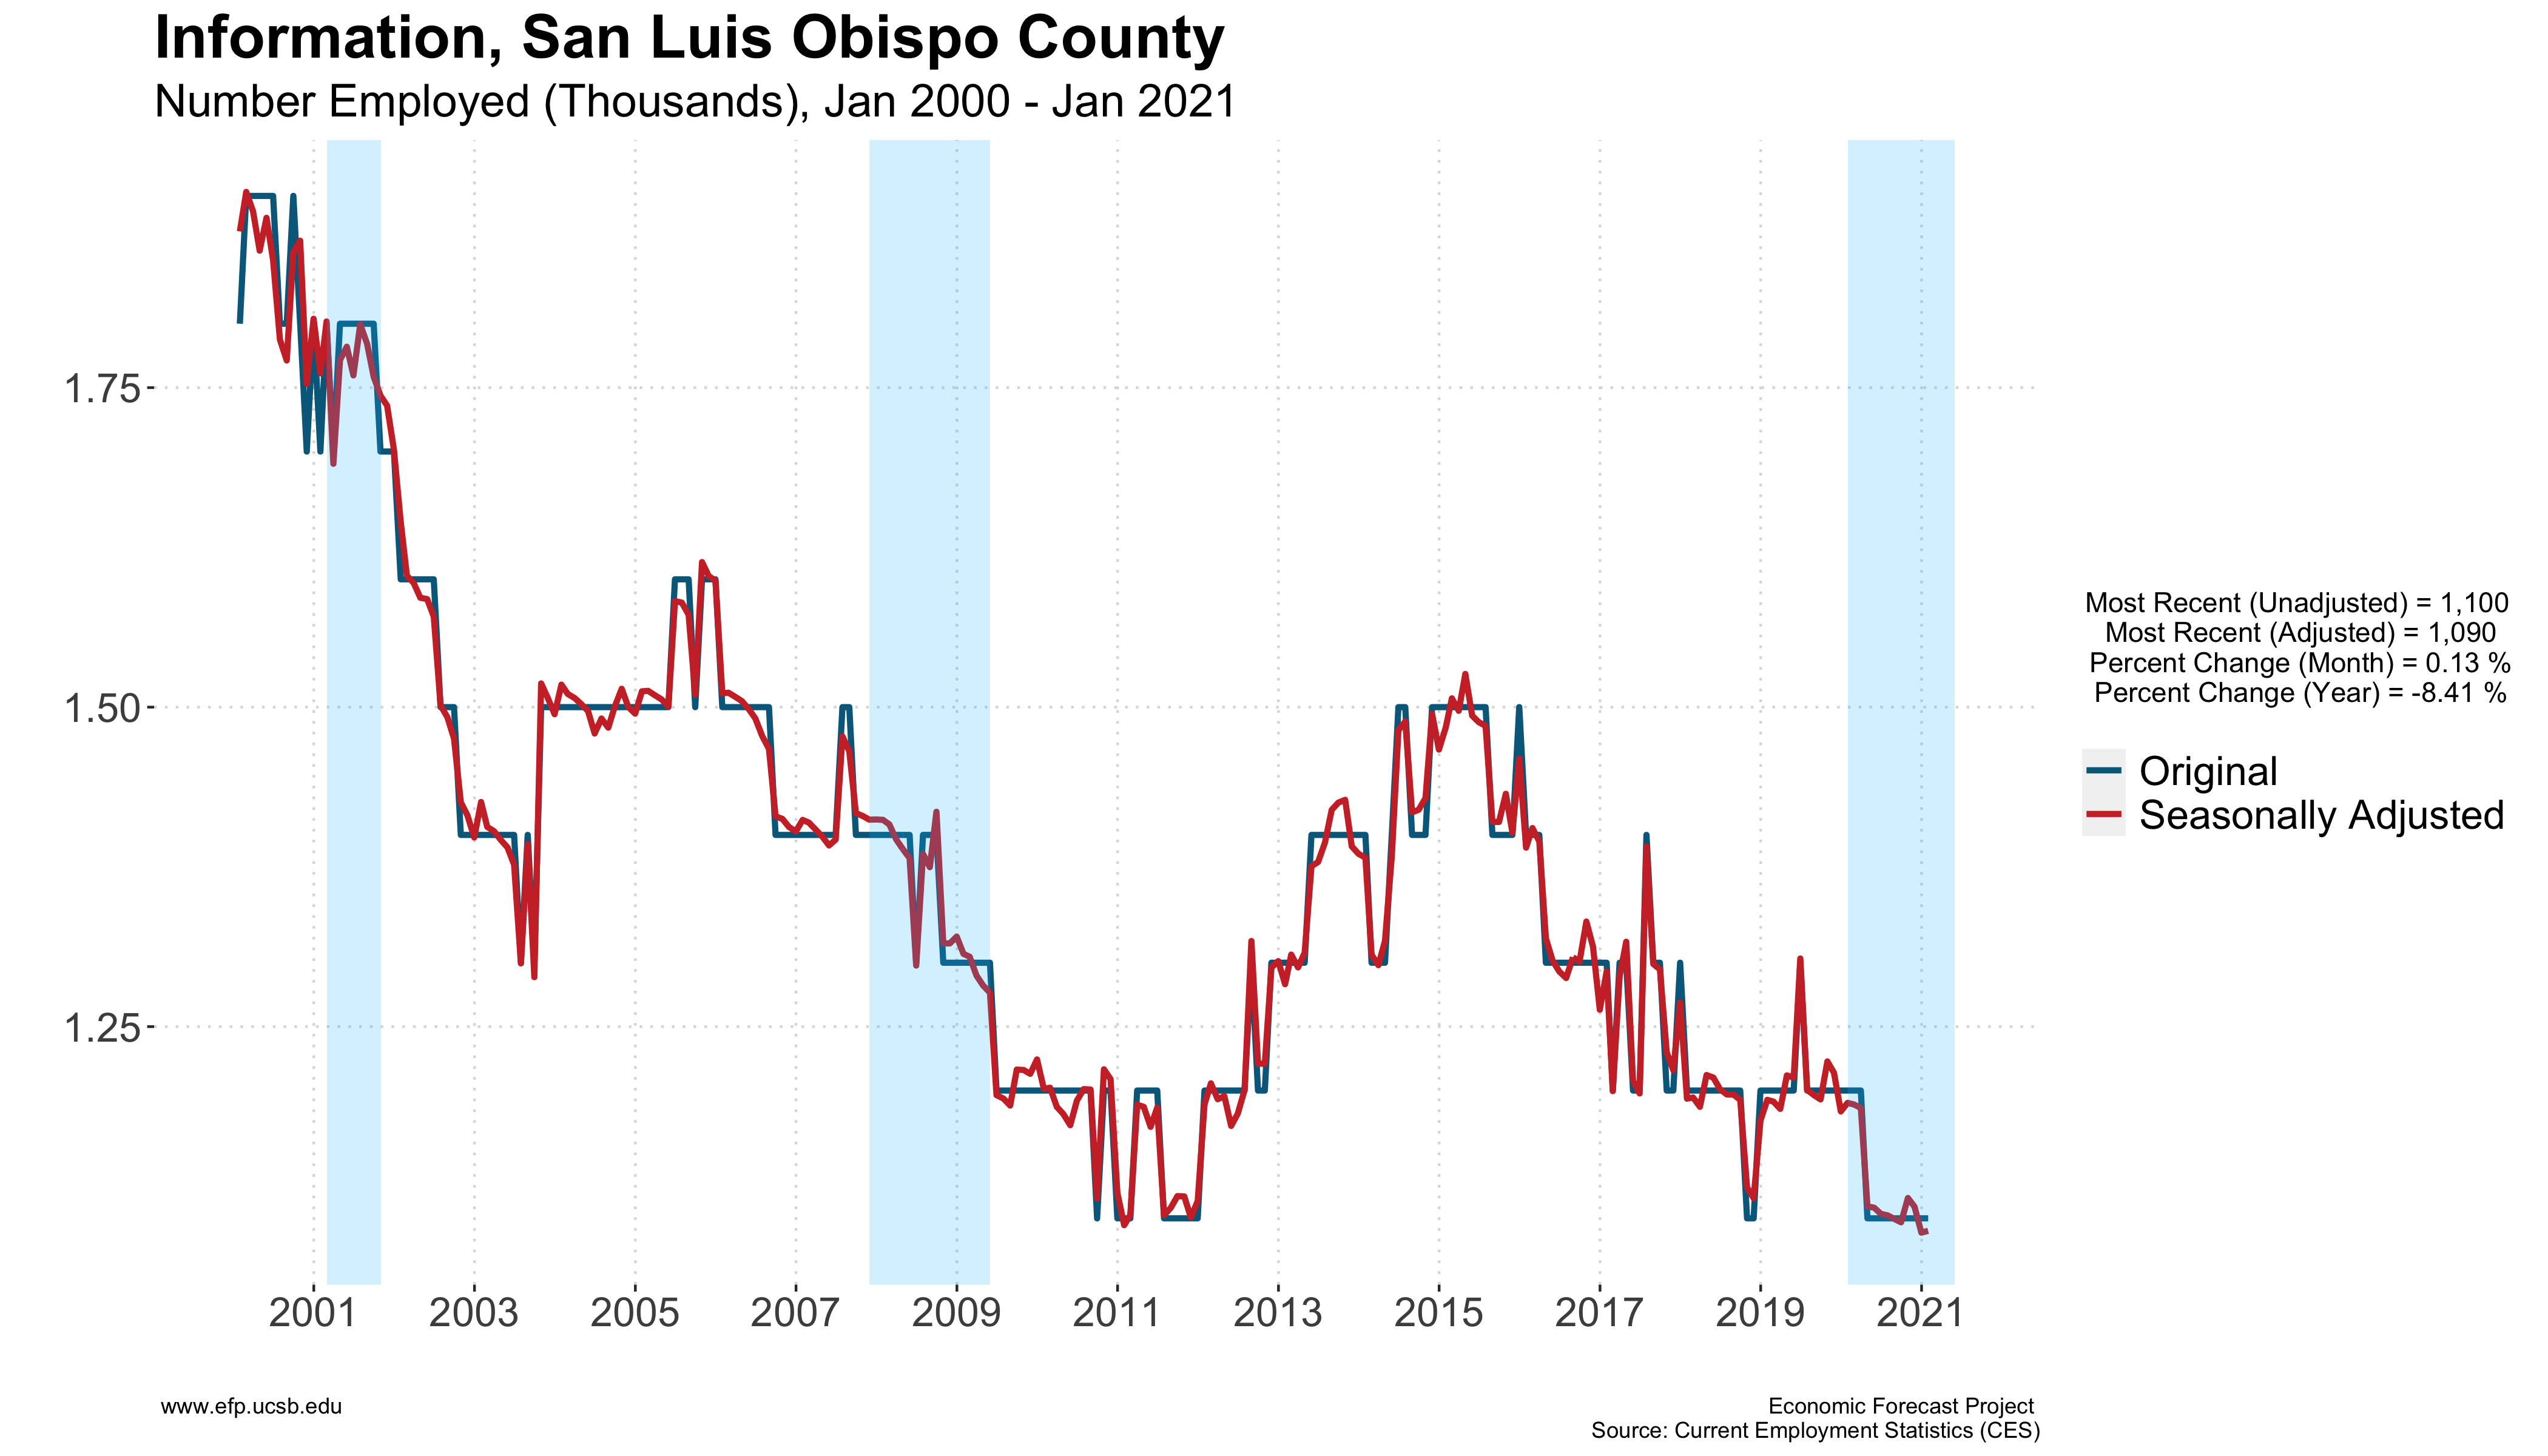 Information, San Luis Obispo County
Number Employed (Thousands), Jan 2000 - Jan 2021
1.75
1.50
1.25
2001 2003 2005 2007 2009 2011 2013 2015 2017 2019 2021
Most Recent (Unadjusted) = 1,100
Most Recent (Adjusted) = 1,090
Percent Change (Month) = 0.13 %
Percent Change (Year) = -8.41 %
Original
Seasonally Adjusted
www.efp.ucsb.edu
Economic Forecast Project
Source: Current Employment Statistics (CES)